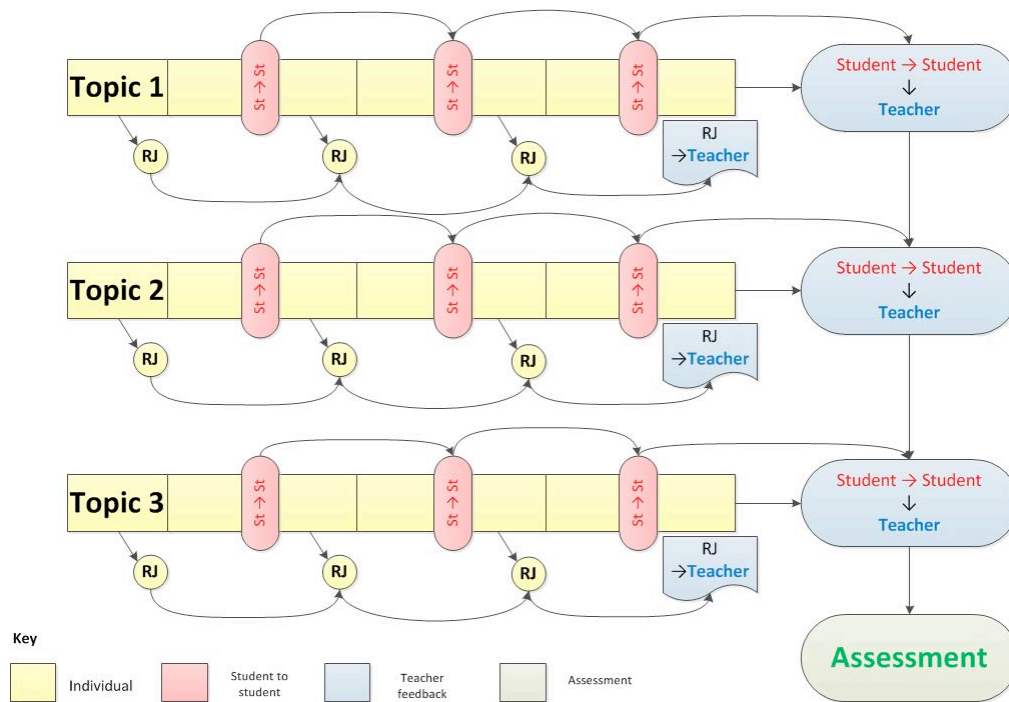 Topic 1
St → St
St → St
St → St
Student → Student
↓
Teacher
RJ
RJ
RJ
RJ
→Teacher
Topic 2
St → St
St → St
St → St
Student → Student
↓
Teacher
RJ
RJ
RJ
RJ
→Teacher
Topic 3
St → St
St → St
St → St
Student → Student
↓
Teacher
RJ
RJ
RJ
RJ
→Teacher
Assessment
Key
Individual
Student to
student
Teacher
feedback
Assessment